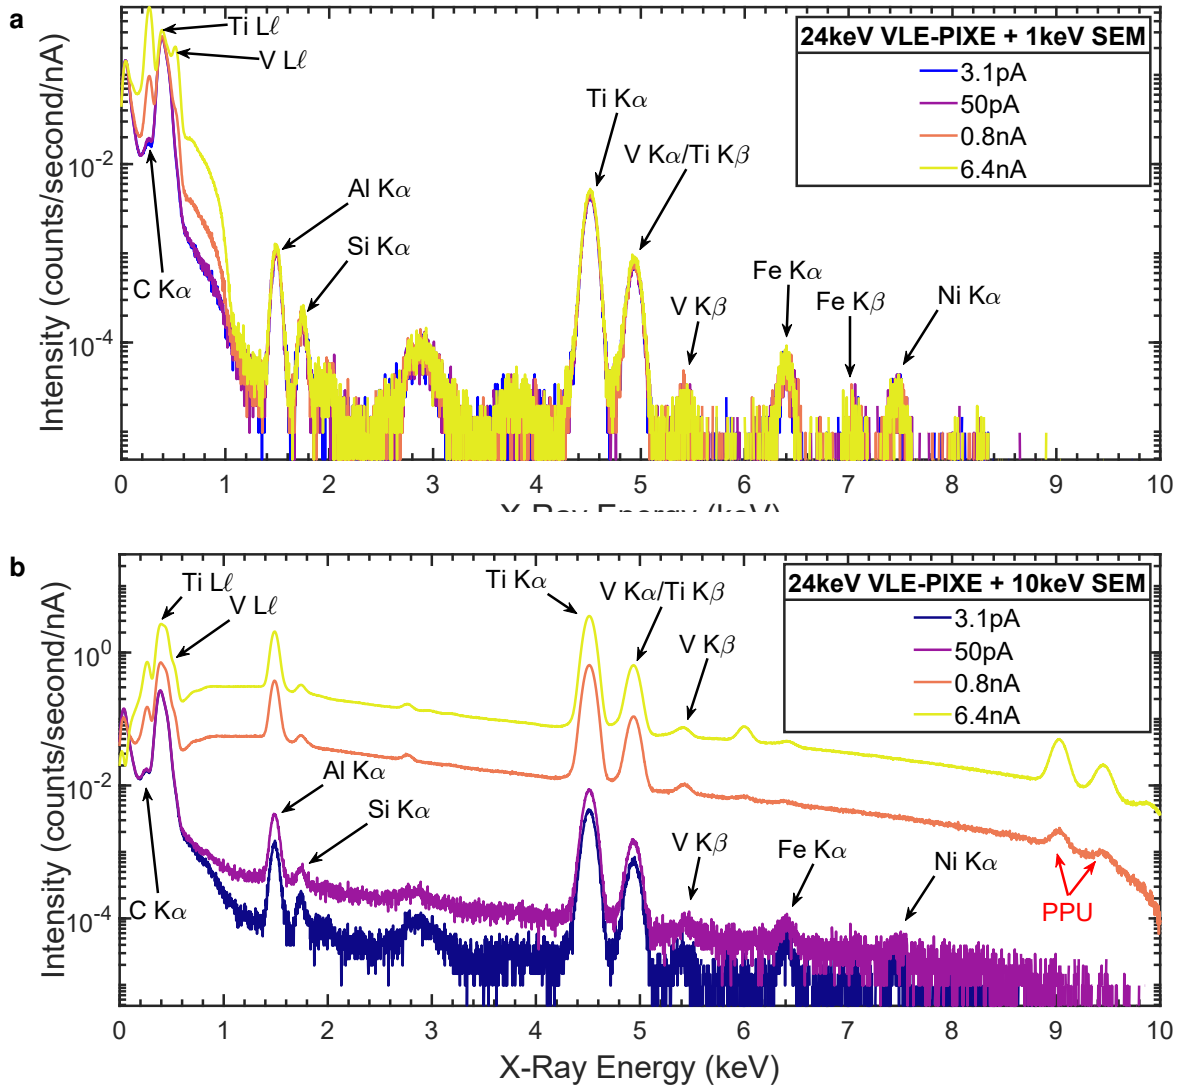 a
Ti Lℓ
V Lℓ
C Kα
Al Kα
Si Kα
Ti Kα
V Kα/Ti Kβ
V Kβ
Fe Kα
Fe Kβ
Ni Kα
24keV VLE-PIXE + 1keV SEM
3.1pA
50pA
0.8nA
6.4nA
Intensity (counts/second/nA)
10⁻²
10⁻⁴
0 1 2 3 4 5 6 7 8 9 10
X-Ray Energy (keV)
b
Ti Lℓ
V Lℓ
C Kα
Al Kα
Si Kα
Ti Kα
V Kα/Ti Kβ
V Kβ
V Kβ
Fe Kα
Ni Kα
PPU
24keV VLE-PIXE + 10keV SEM
3.1pA
50pA
0.8nA
6.4nA
Intensity (counts/second/nA)
10⁰
10⁻²
10⁻⁴
0 1 2 3 4 5 6 7 8 9 10
X-Ray Energy (keV)